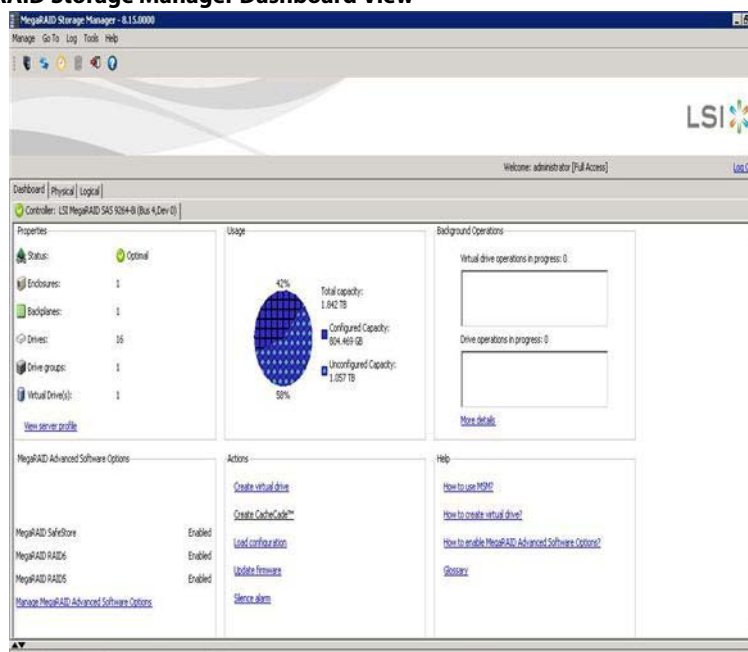 RAID Storage Manager Dashboard View
MegaRAID Storage Manager - 8.15.0000
Manage Go To Log Tools Help
LSI
Welcome: administrator [Full Access]
Log
Dashboard Physical Logical
Controller: LSI MegaRAID SAS 9264-8i (Bus 4,Dev 0)
Properties
Status: Optimal
Enclosures: 1
Backplanes: 1
Drives: 16
Drive groups: 1
Virtual Drive(s): 1
View server profile
Usage
42%
58%
Total capacity:
1.842 TB
Configured Capacity:
804.469 GB
Unconfigured Capacity:
1.057 TB
Background Operations
Virtual drive operations in progress: 0
Drive operations in progress: 0
More details
MegaRAID Advanced Software Options
MegaRAID SafeStore Enabled
MegaRAID RAID6 Enabled
MegaRAID RAID5 Enabled
Manage MegaRAID Advanced Software Options
Actions
Create virtual drive
Create CacheCade™
Load configuration
Update firmware
Silence alarm
Help
How to use MSM?
How to create virtual drive?
How to enable MegaRAID Advanced Software Options?
Glossary